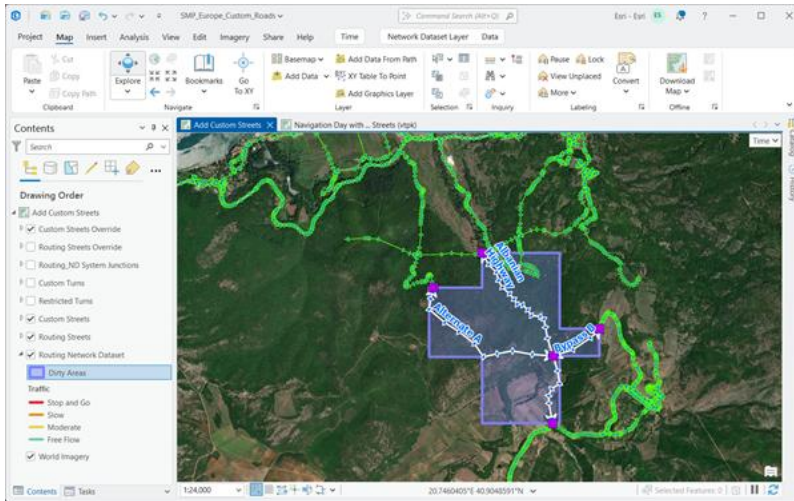 SMP_Europe_Custom_Roads
Command Search (Alt+Q)
Esri - Esri
ES
Project Map Insert Analysis View Edit Imagery Share Help Time Network Dataset Layer Data
Paste
Cut
Copy
Copy Path
Clipboard
Explore
Bookmarks
Go To XY
Navigate
Basemap
Add Data
Add Data From Path
XY Table To Point
Add Graphics Layer
Layer
Selection
Inquiry
Pause
Lock
View Unplaced
More
Convert
Labeling
Download Map
Offline
Contents
Search
Drawing Order
Add Custom Streets
Custom Streets Override
Routing Streets Override
Routing_ND System Junctions
Custom Turns
Restricted Turns
Custom Streets
Routing Streets
Routing Network Dataset
Dirty Areas
Traffic
Stop and Go
Slow
Moderate
Free Flow
World Imagery
Contents Tasks
Add Custom Streets
Navigation Day with ... Streets (vtpk)
Time
Catalog
History
Albanian
Highway
Alternate A
Bypass B
1:24,000
20.7460405°E 40.9048591°N
Selected Features: 0